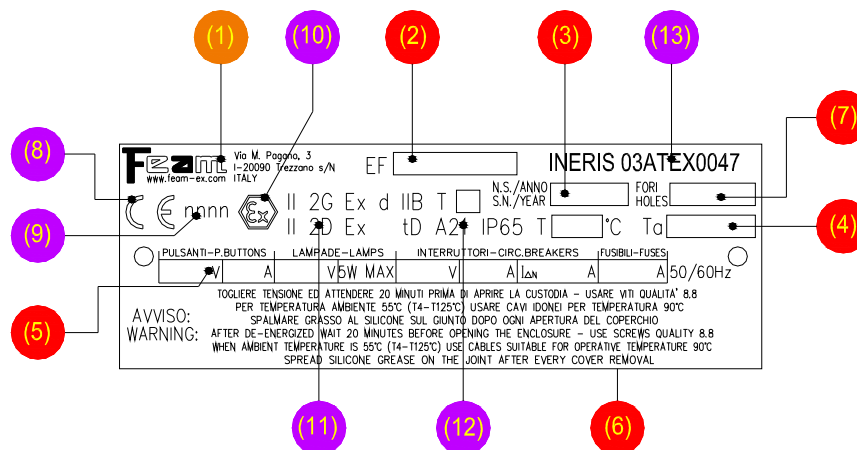 (1) (10) (2) (3) (13)
(7)
(8)
Feam Via M. Pagano, 3
I-20090 Trezzano s/N
www.feam-ex.com ITALY
EF INERIS 03ATEX0047
N.S./ANNO FORI
S.N./YEAR HOLES
CE nnnn Ex II 2G Ex d IIB T
(9) II 2D Ex tD A21 IP65 T °C Ta (4)
PULSANTI-P.BUTTONS LAMPADE-LAMPS INTERRUTTORI-CIRC.BREAKERS FUSIBILI-FUSES
V A V 5W MAX V A IΔN A A 50/60Hz
(5)
AVVISO:
WARNING:
TOGLIERE TENSIONE ED ATTENDERE 20 MINUTI PRIMA DI APRIRE LA CUSTODIA - USARE VITI QUALITA' 8.8
PER TEMPERATURA AMBIENTE 55°C (T4-T125°C) USARE CAVI IDONEI PER TEMPERATURA 90°C
SPALMARE GRASSO AL SILICONE SUL GIUNTO DOPO OGNI APERTURA DEL COPERCHIO
AFTER DE-ENERGIZED WAIT 20 MINUTES BEFORE OPENING THE ENCLOSURE - USE SCREWS QUALITY 8.8
WHEN AMBIENT TEMPERATURE IS 55°C (T4-T125°C) USE CABLES SUITABLE FOR OPERATIVE TEMPERATURE 90°C
SPREAD SILICONE GREASE ON THE JOINT AFTER EVERY COVER REMOVAL
(11) (12) (6)